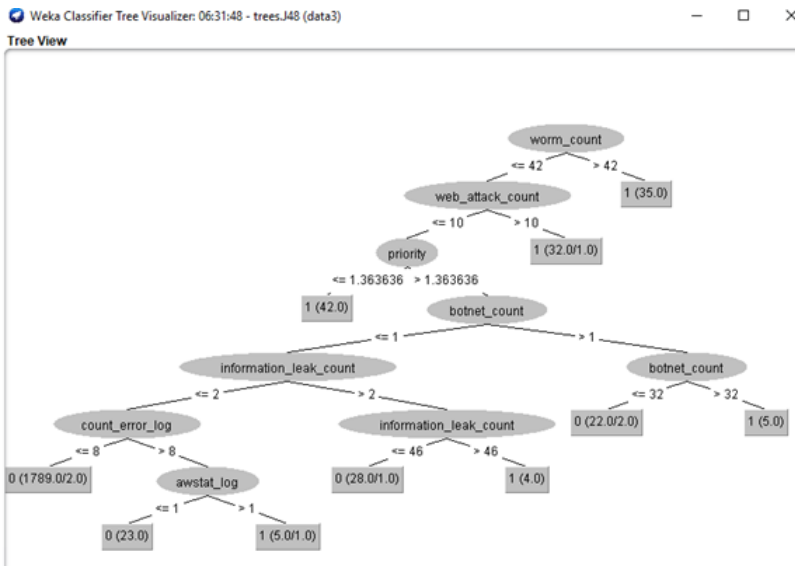 Weka Classifier Tree Visualizer: 06:31:48 - trees.J48 (data3)
Tree View
worm_count
<= 42 > 42
web_attack_count 1 (35.0)
<= 10 > 10
priority 1 (32.0/1.0)
<= 1.363636 > 1.363636
1 (42.0) botnet_count
<= 1 > 1
information_leak_count botnet_count
<= 2 > 2 <= 32 > 32
count_error_log information_leak_count 0 (22.0/2.0) 1 (5.0)
<= 8 > 8 <= 46 > 46
0 (1789.0/2.0) awstat_log 0 (28.0/1.0) 1 (4.0)
<= 1 > 1
0 (23.0) 1 (5.0/1.0)